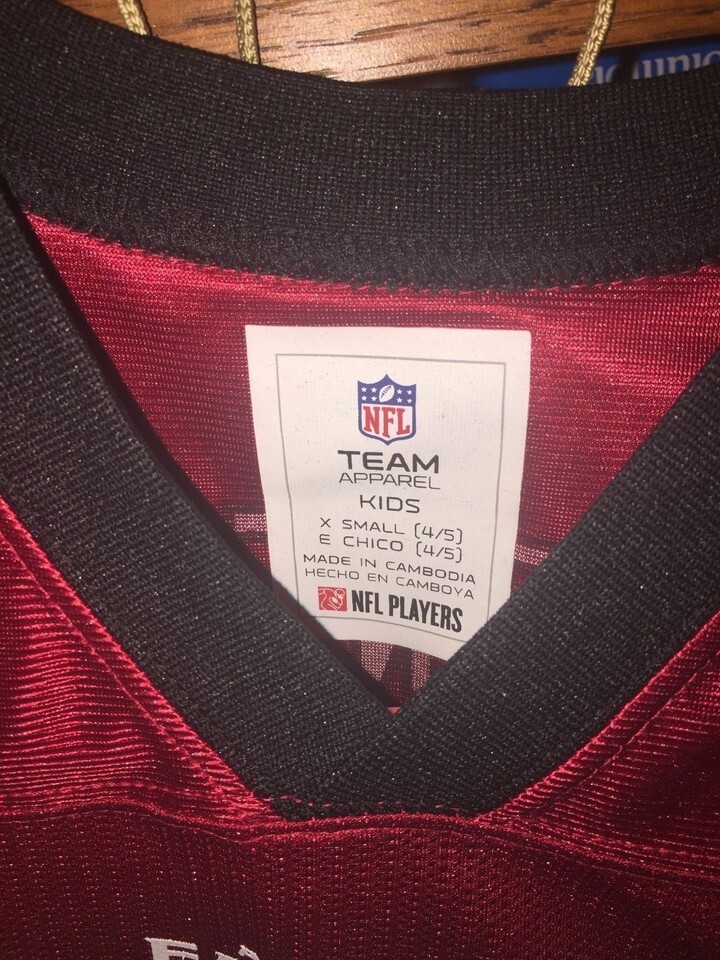 NFL
TEAM
APPAREL
KIDS
X SMALL (4/5)
E CHICO (4/5)
MADE IN CAMBODIA
HECHO EN CAMBOYA
NFL PLAYERS